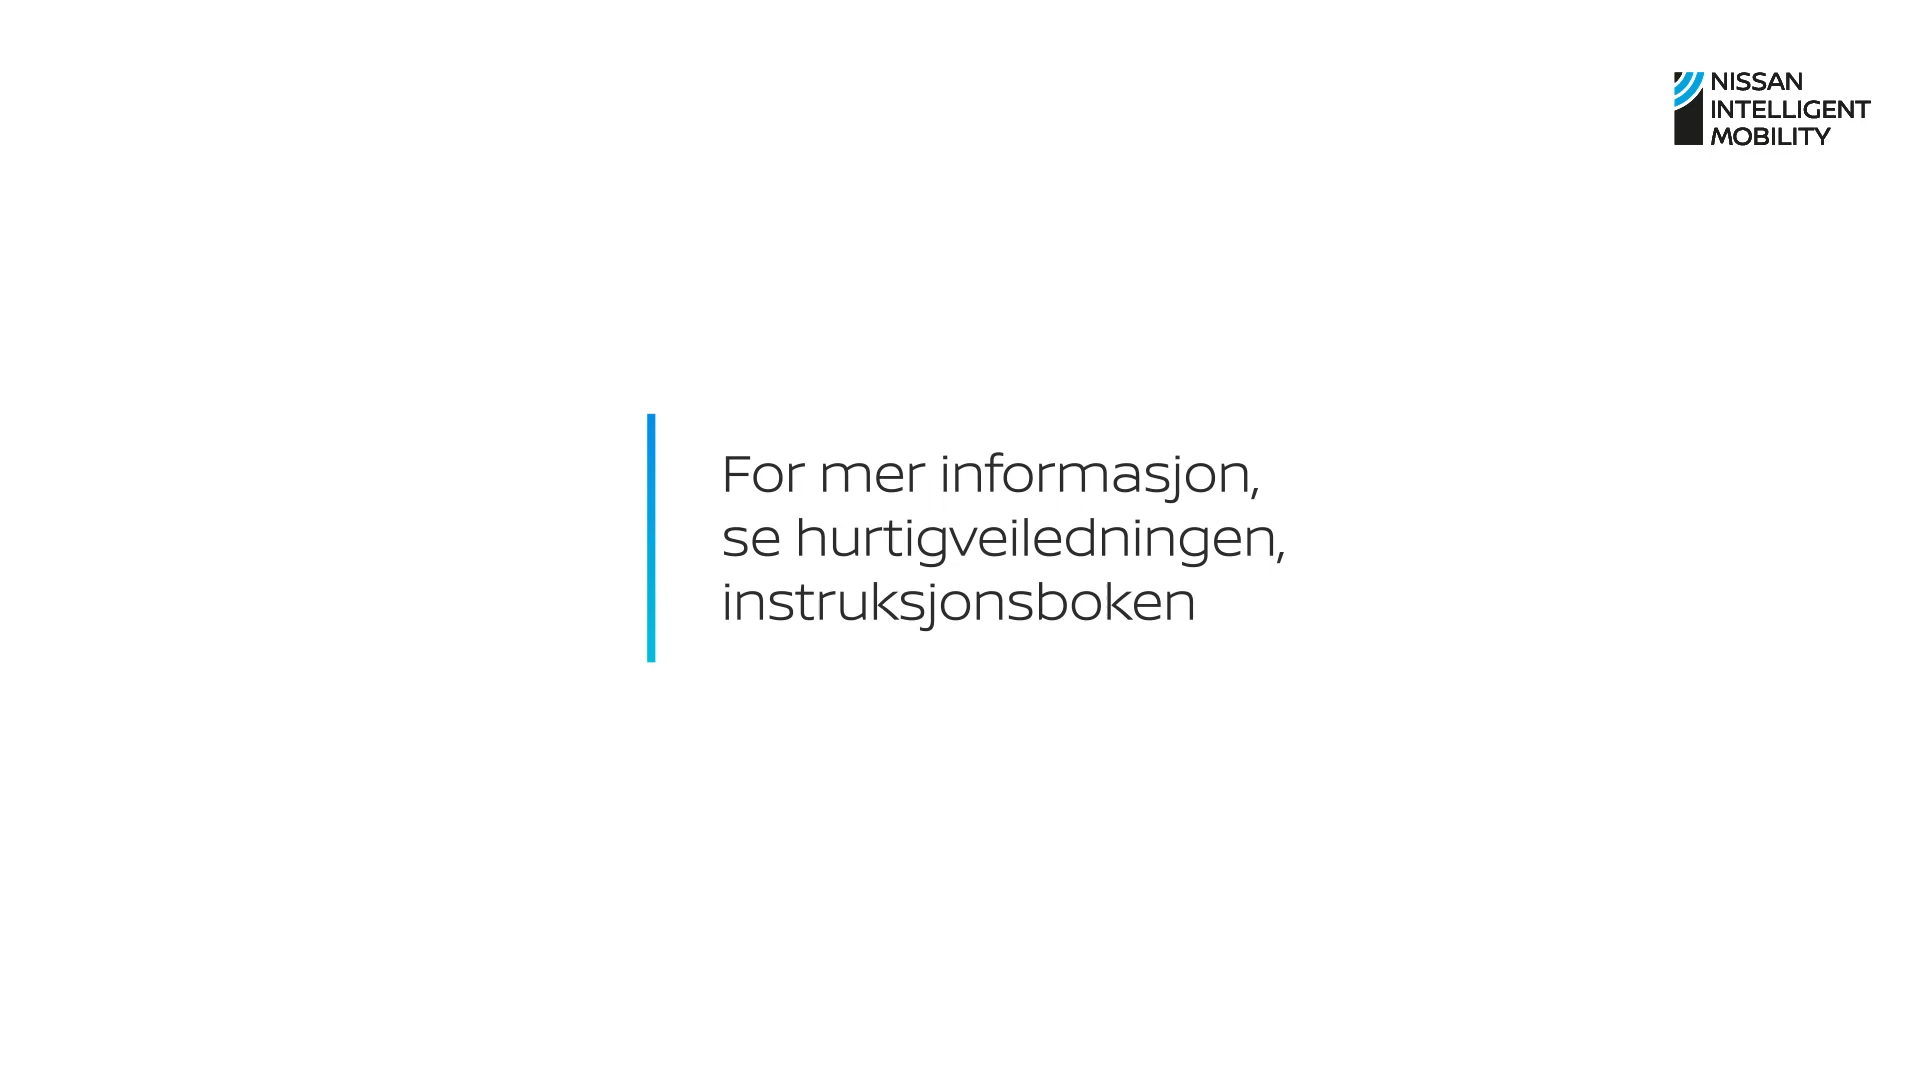 NISSAN
INTELLIGENT
MOBILITY
For mer informasjon,
se hurtigveiledningen,
instruksjonsboken